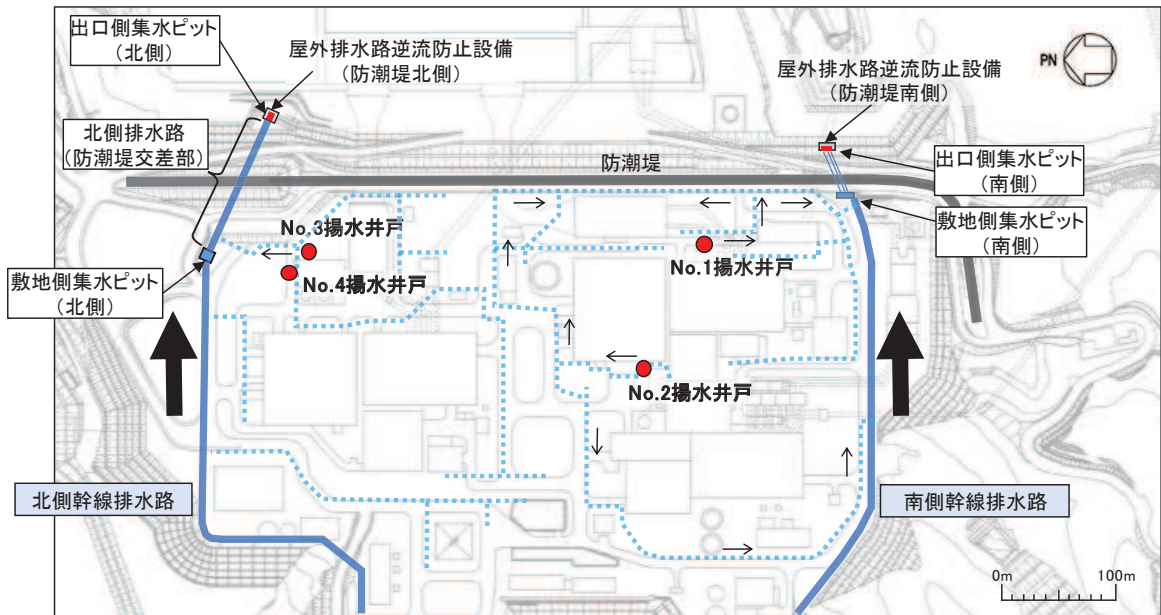 出口側集水ピット
（北側）
屋外排水路逆流防止設備
（防潮堤北側）
屋外排水路逆流防止設備
（防潮堤南側）
PN
北側排水路
（防潮堤交差部）
防潮堤
出口側集水ピット
（南側）
敷地側集水ピット
（南側）
No.3揚水井戸
No.4揚水井戸
No.1揚水井戸
敷地側集水ピット
（北側）
No.2揚水井戸
北側幹線排水路
南側幹線排水路
0m
100m